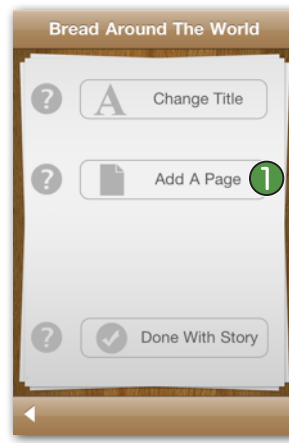 Bread Around The World
? A Change Title
? Add A Page 1
? Done With Story